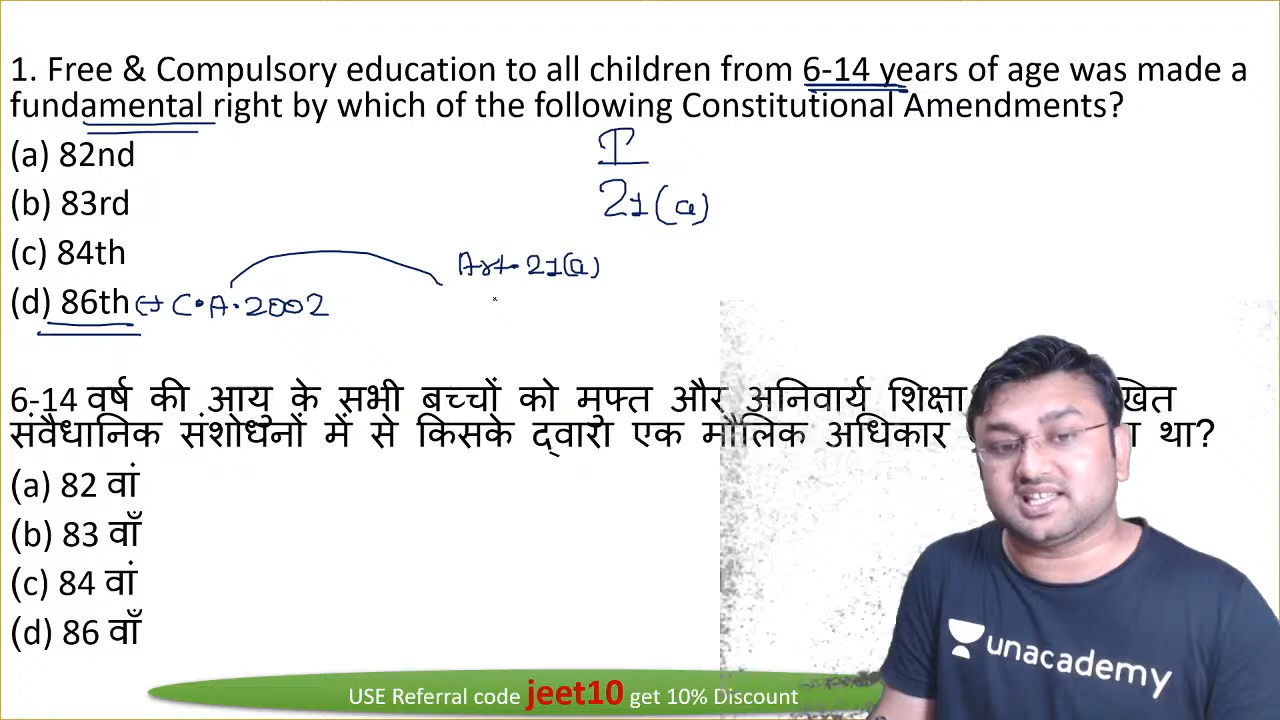 1. Free & Compulsory education to all children from 6-14 years of age was made a
fundamental right by which of the following Constitutional Amendments?
(a) 82nd
I
(b) 83rd
21(a)
(c) 84th
Art. 21(a)
(d) 86th
C.A. 2002
6-14 वर्ष की आयु के सभी बच्चों को मुफ्त और अनिवार्य शिक्षा
संवैधानिक संशोधनों में से किसके द्वारा एक मौलिक अधिकार था?
(a) 82 वां
(b) 83 वाँ
(c) 84 वां
(d) 86 वाँ
unacademy
USE Referral code jeet10 get 10% Discount